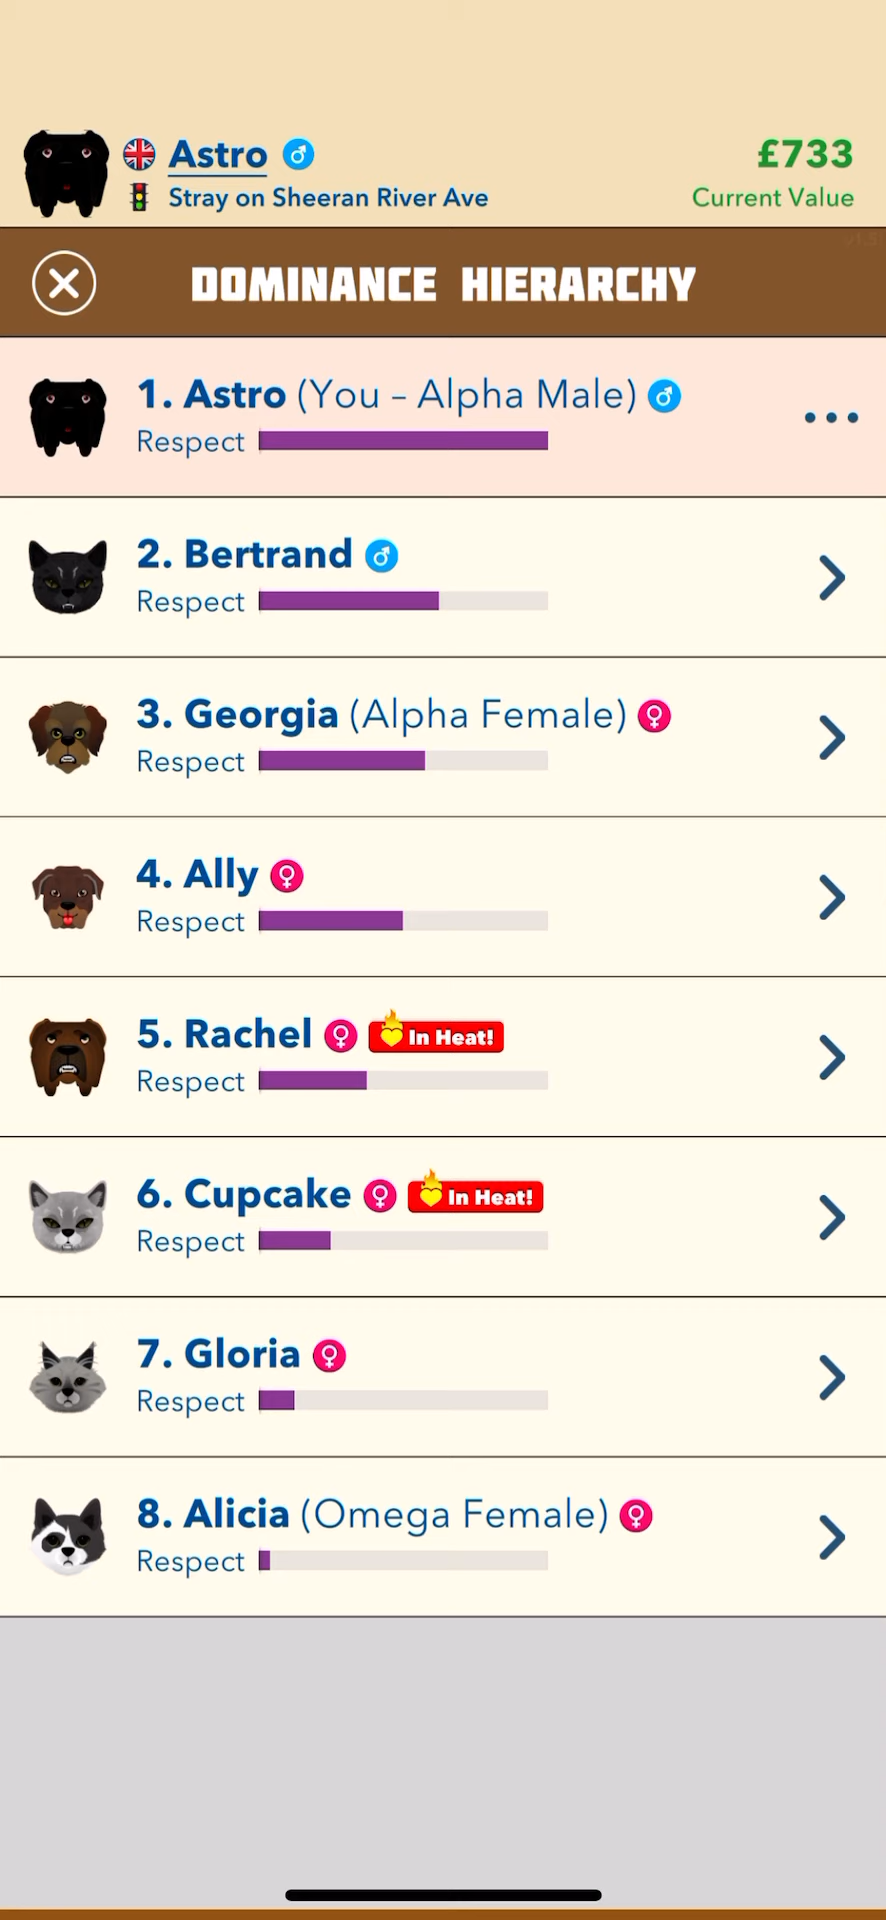 Astro
£733
Stray on Sheeran River Ave
Current Value
v1.5
DOMINANCE HIERARCHY
1. Astro (You – Alpha Male)
Respect
2. Bertrand
Respect
3. Georgia (Alpha Female)
Respect
4. Ally
Respect
5. Rachel In Heat!
Respect
6. Cupcake In Heat!
Respect
7. Gloria
Respect
8. Alicia (Omega Female)
Respect